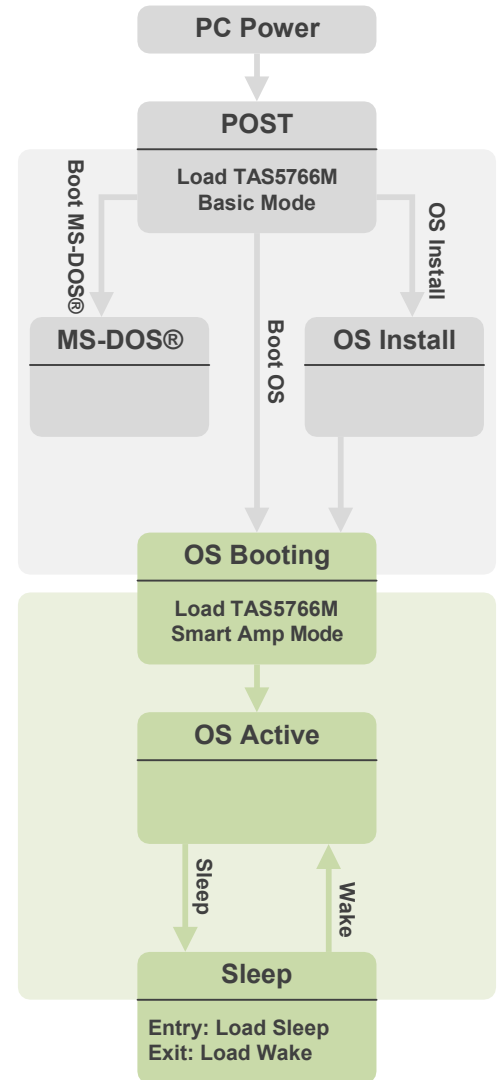 PC Power
POST
Load TAS5766M
Basic Mode
Boot MS-DOS®
OS Install
MS-DOS®
Boot OS
OS Install
OS Booting
Load TAS5766M
Smart Amp Mode
OS Active
Sleep
Wake
Sleep
Entry: Load Sleep
Exit: Load Wake